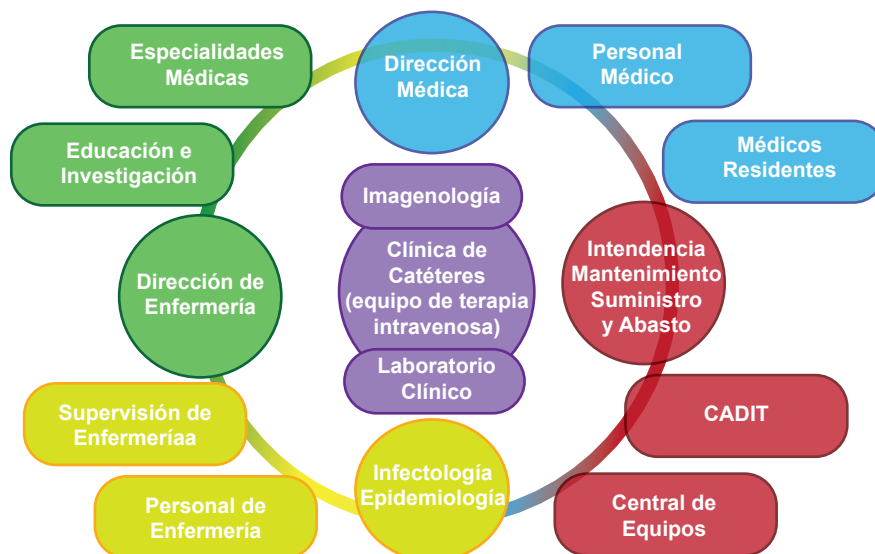 Especialidades
Médicas
Dirección
Médica
Personal
Médico
Educación e
Investigación
Médicos
Residentes
Imagenología
Dirección de
Enfermería
Clínica de
Catéteres
(equipo de terapia
intravenosa)
Intendencia
Mantenimiento
Suministro
y Abasto
Laboratorio
Clínico
Supervisión de
Enfermeríaa
CADIT
Infectología
Epidemiología
Personal de
Enfermería
Central de
Equipos